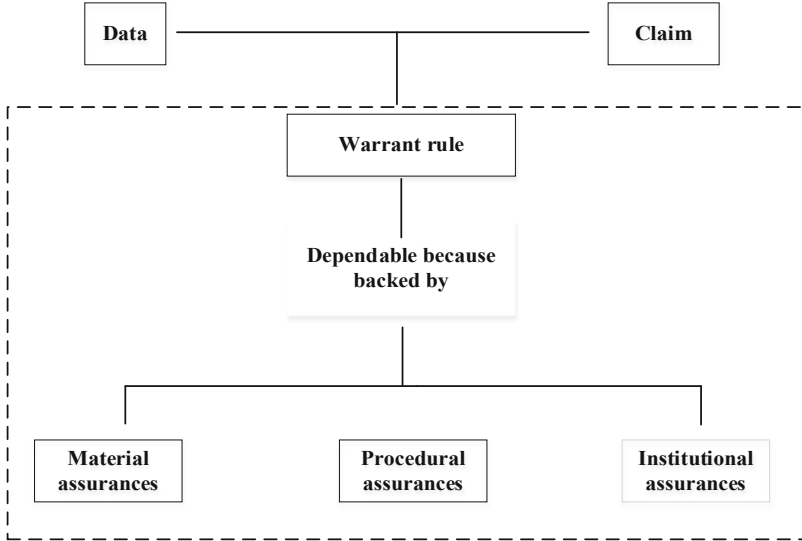 Data
Claim
Warrant rule
Dependable because
backed by
Material
assurances
Procedural
assurances
Institutional
assurances